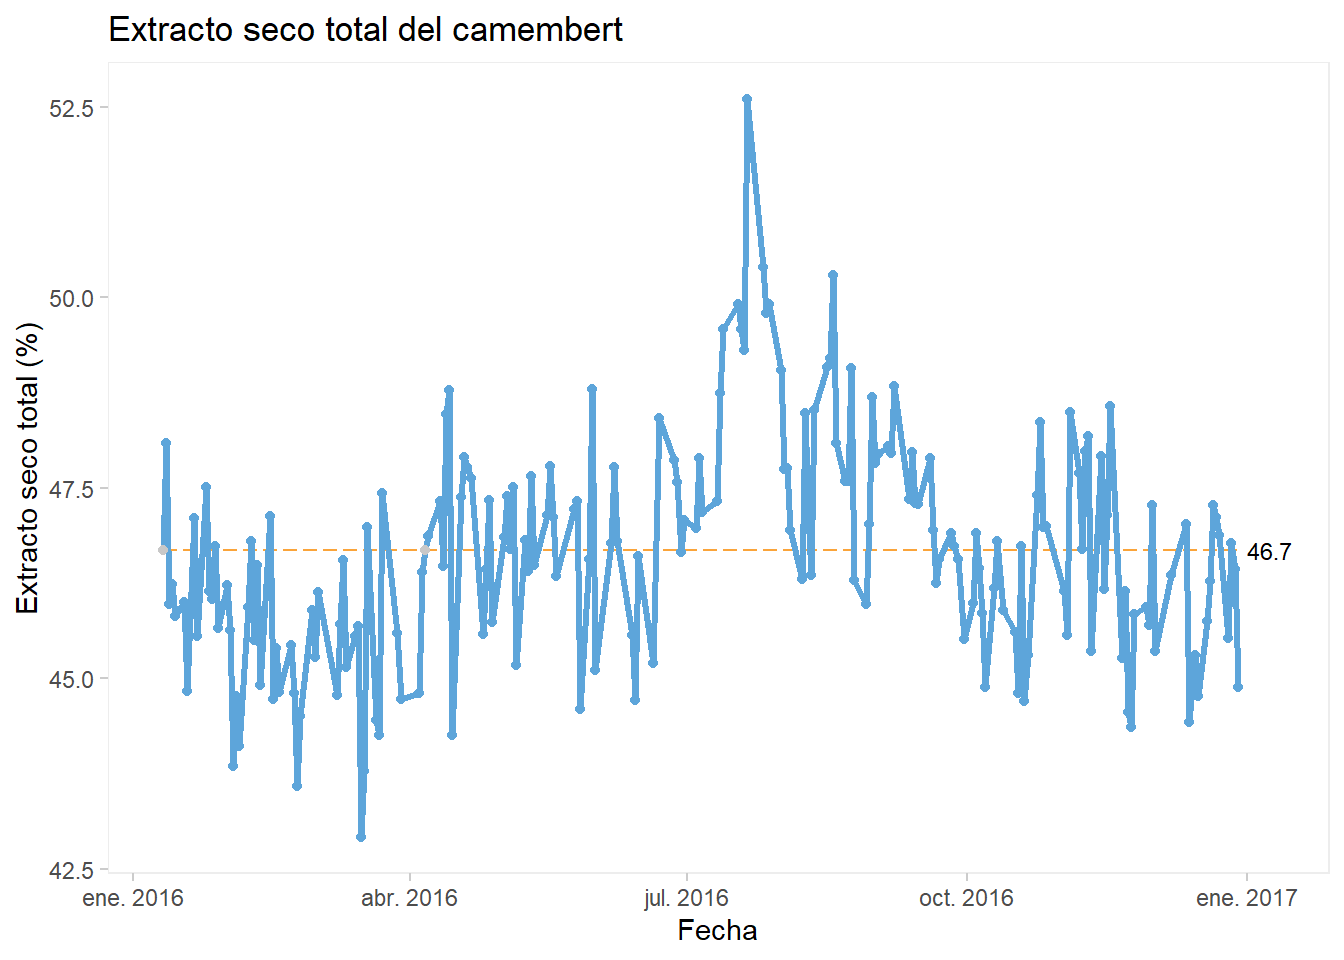 Extracto seco total del camembert
Extracto seco total (%)
52.5
50.0
47.5
45.0
42.5
46.7
ene. 2016
abr. 2016
jul. 2016
oct. 2016
ene. 2017
Fecha